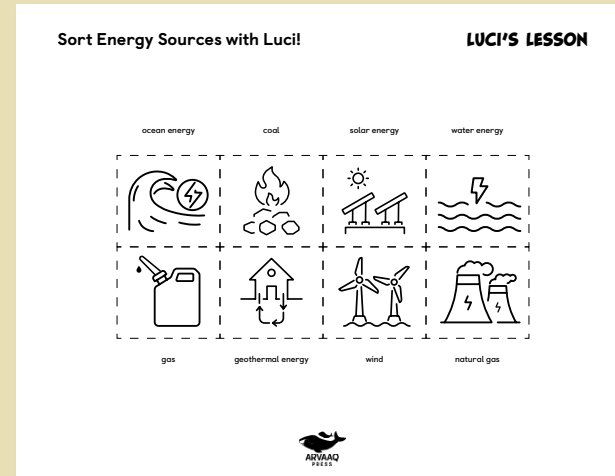 Sort Energy Sources with Luci!
LUCI'S LESSON
ocean energy
coal
solar energy
water energy
gas
geothermal energy
wind
natural gas
ARVAAQ
PRESS